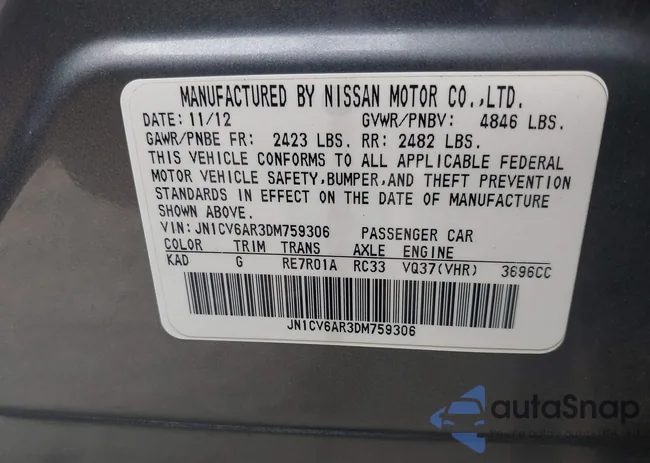 MANUFACTURED BY NISSAN MOTOR CO.,LTD.
DATE: 11/12 GVWR/PNBV: 4846 LBS.
GAWR/PNBE FR: 2423 LBS. RR: 2482 LBS.
THIS VEHICLE CONFORMS TO ALL APPLICABLE FEDERAL
MOTOR VEHICLE SAFETY,BUMPER,AND THEFT PREVENTION
STANDARDS IN EFFECT ON THE DATE OF MANUFACTURE
SHOWN ABOVE.
VIN: JN1CV6AR3DM759306 PASSENGER CAR
COLOR TRIM TRANS AXLE ENGINE
KAD G RE7R01A RC33 VQ37(VHR) 3696CC
JN1CV6AR3DM759306
autaSnap